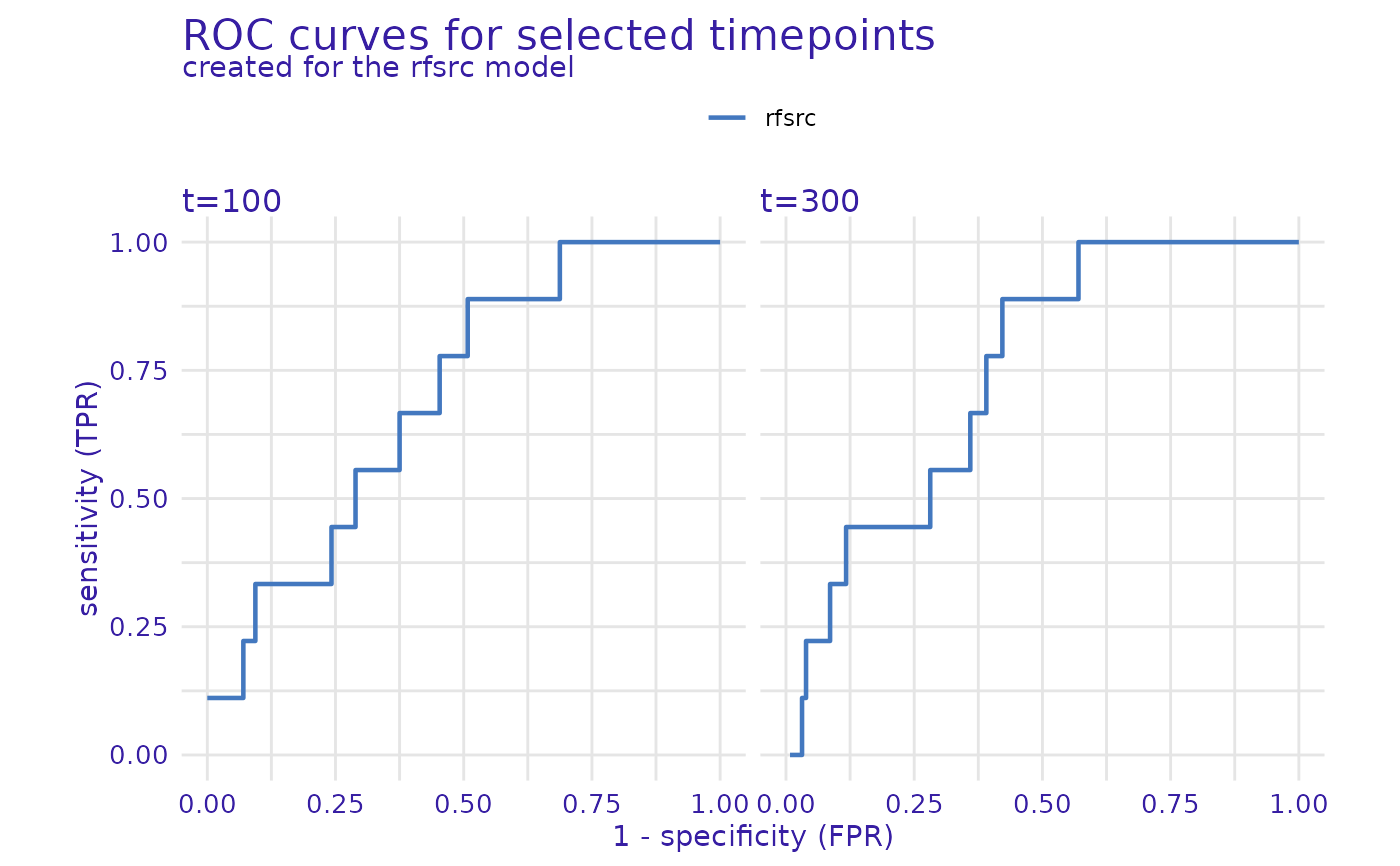 ROC curves for selected timepoints
created for the rfsrc model
rfsrc
t=100
t=300
1.00
0.75
0.50
0.25
0.00
sensitivity (TPR)
0.00 0.25 0.50 0.75 1.00 0.00 0.25 0.50 0.75 1.00
1 - specificity (FPR)